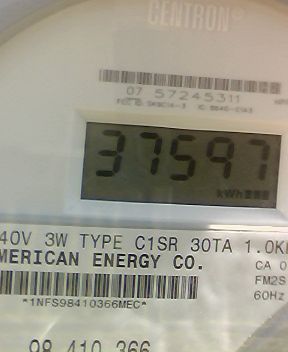 CENTRON®
07 57245311
37597
kWh
40V 3W TYPE C1SR 30TA 1.0K
MERICAN ENERGY CO.
CA 0
FM2S
60Hz
*1NFS98410366MEC*
98 410 366